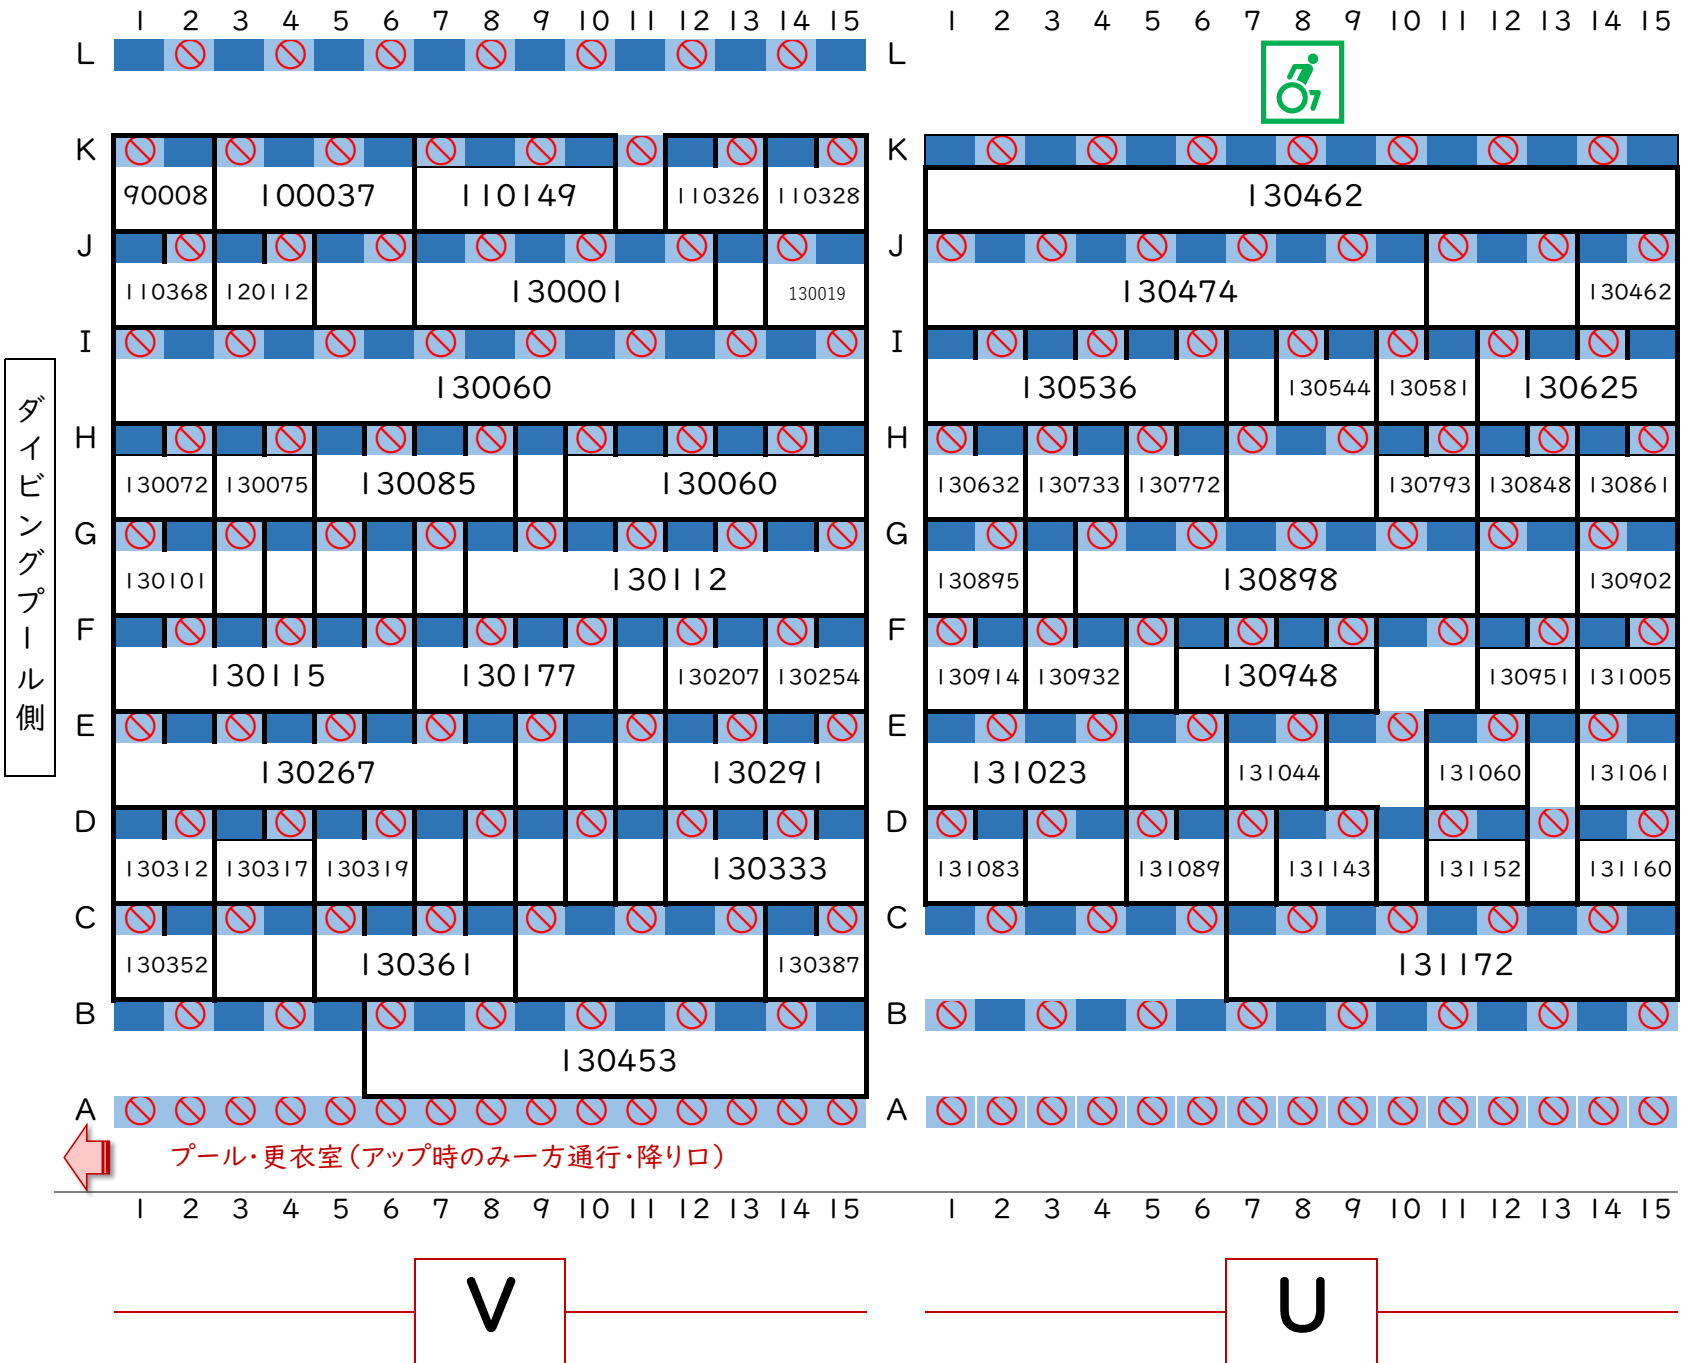 1 2 3 4 5 6 7 8 9 10 11 12 13 14 15 1 2 3 4 5 6 7 8 9 10 11 12 13 14 15
L L
K K
90008 100037 110149 110326 110328 130462
J J
110368 120112 130001 130019 130474 130462
I I
130060 130536 130544 130581 130625
H H
130072 130075 130085 130060 130632 130733 130772 130793 130848 130861
G G
130101 130112 130895 130898 130902
F F
130115 130177 130207 130254 130914 130932 130948 130951 131005
E E
130267 130291 131023 131044 131060 131061
D D
130312 130317 130319 130333 131083 131089 131143 131152 131160
C C
130352 130361 130387 131172
B B
130453
A A
ダイビングプール側
プール・更衣室(アップ時のみ一方通行・降り口)
1 2 3 4 5 6 7 8 9 10 11 12 13 14 15 1 2 3 4 5 6 7 8 9 10 11 12 13 14 15
V U